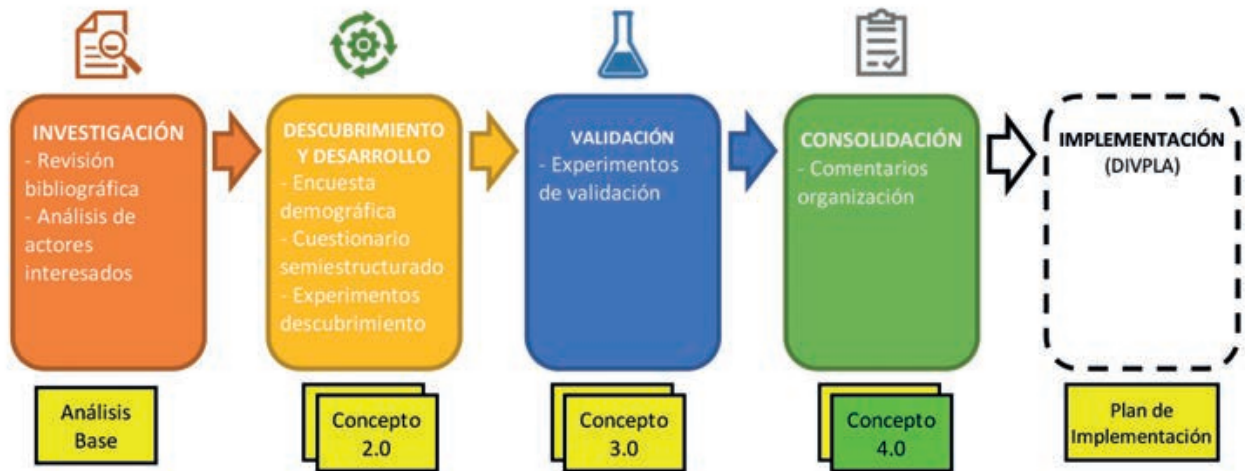 INVESTIGACIÓN
- Revisión
bibliográfica
- Análisis de
actores
interesados
DESCUBRIMIENTO
Y DESARROLLO
- Encuesta
demográfica
- Cuestionario
semiestructurado
- Experimentos
descubrimiento
VALIDACIÓN
- Experimentos
de validación
CONSOLIDACIÓN
- Comentarios
organización
IMPLEMENTACIÓN
(DIVPLA)
Análisis
Base
Concepto
2.0
Concepto
3.0
Concepto
4.0
Plan de
Implementación